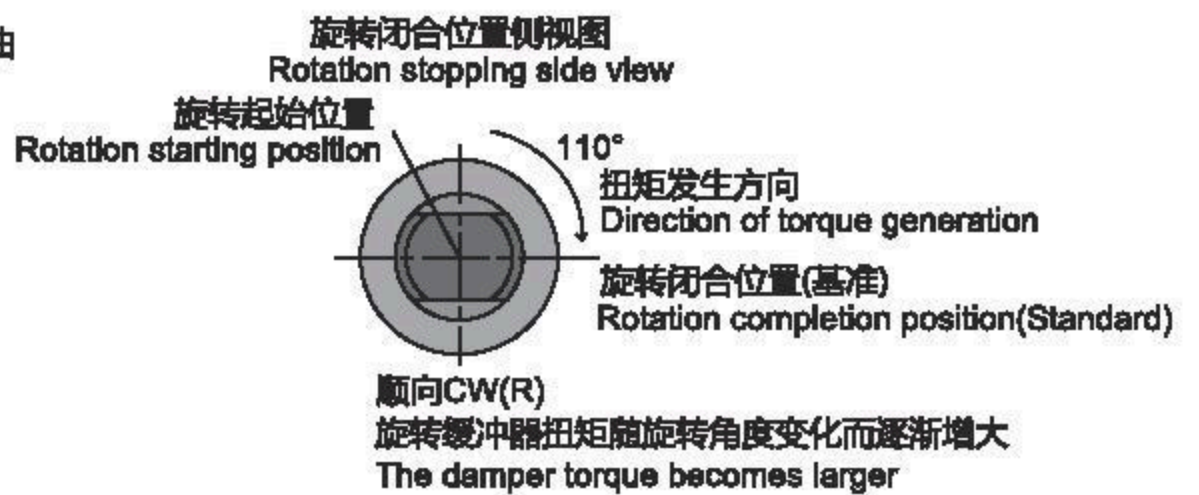 旋转闭合位置侧视图
Rotation stopping side view
旋转起始位置
Rotation starting position
110°
扭矩发生方向
Direction of torque generation
旋转闭合位置(基准)
Rotation completion position(Standard)
顺向CW(R)
旋转缓冲器扭矩随旋转角度变化而逐渐增大
The damper torque becomes larger